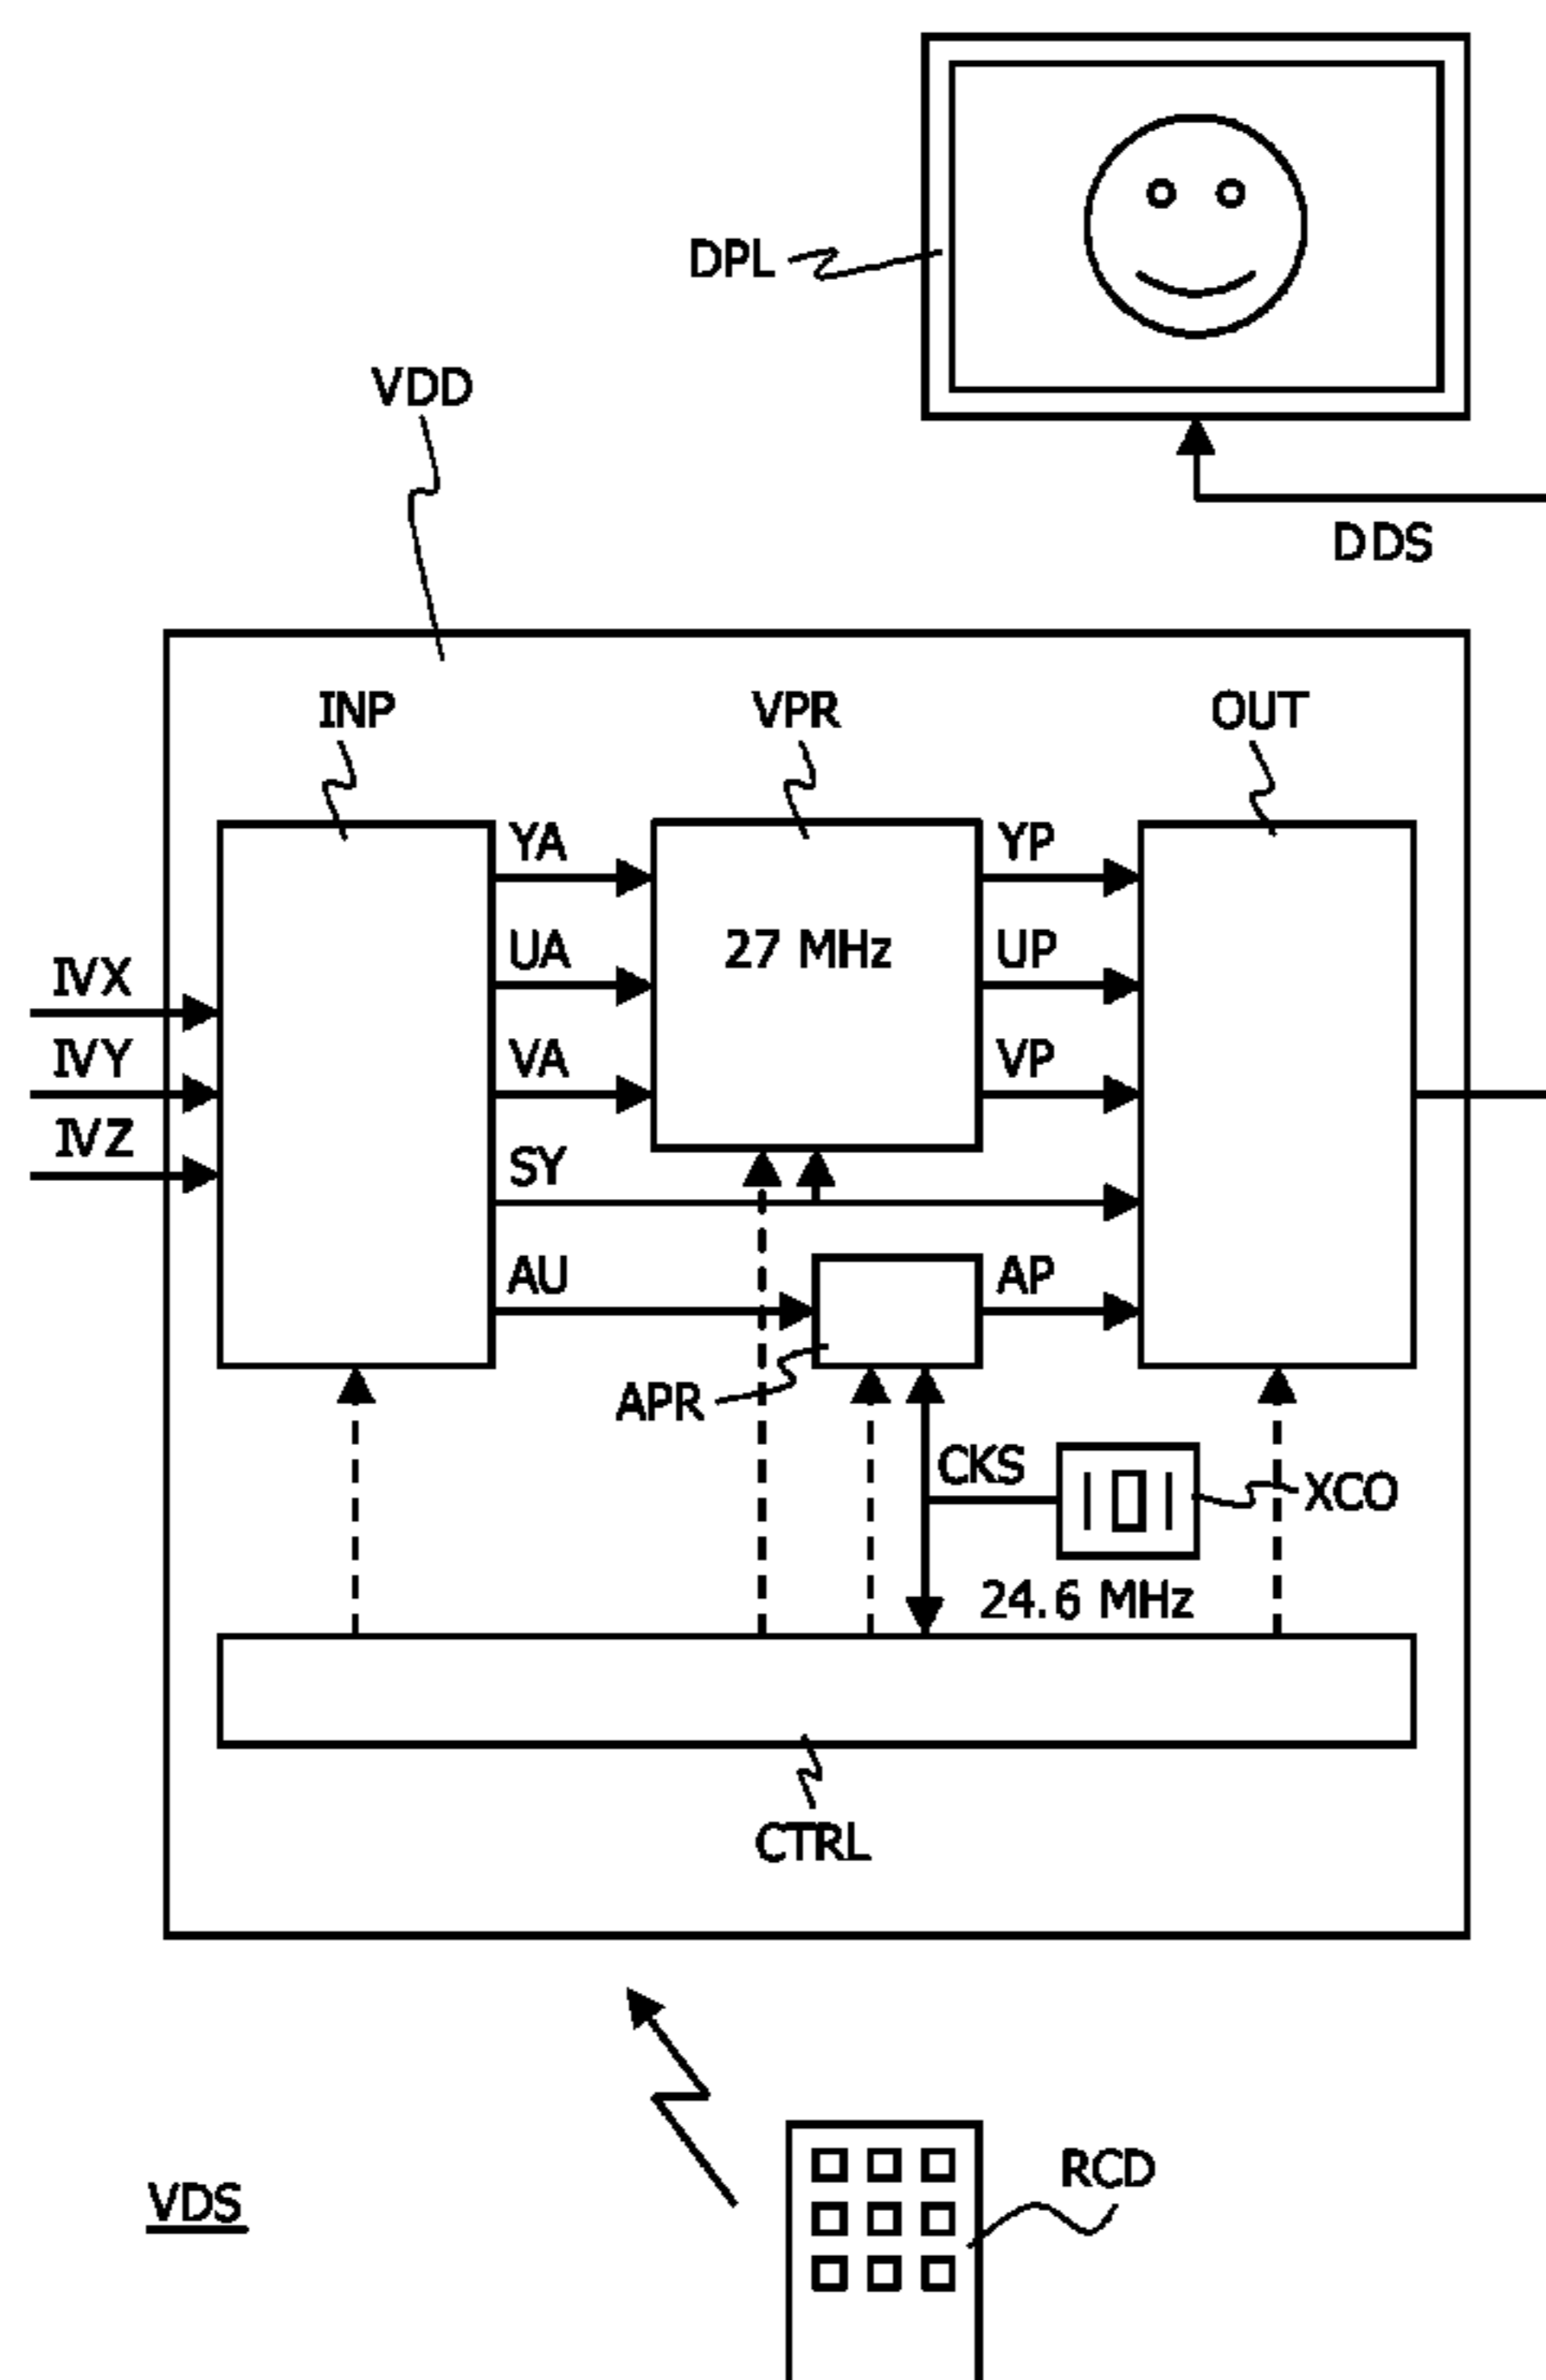 DPL
VDD
DDS
INP
VPR
OUT
YA
YP
27 MHz
UA
UP
IVX
VA
VP
IVY
IVZ
SY
AU
AP
APR
CKS
XCO
24.6 MHz
CTRL
RCD
VDS